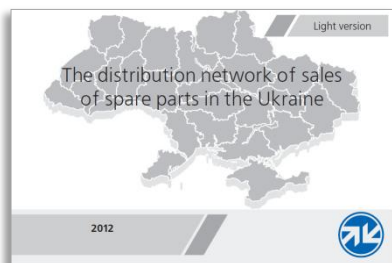 Light version
The distribution network of sales
of spare parts in the Ukraine
2012